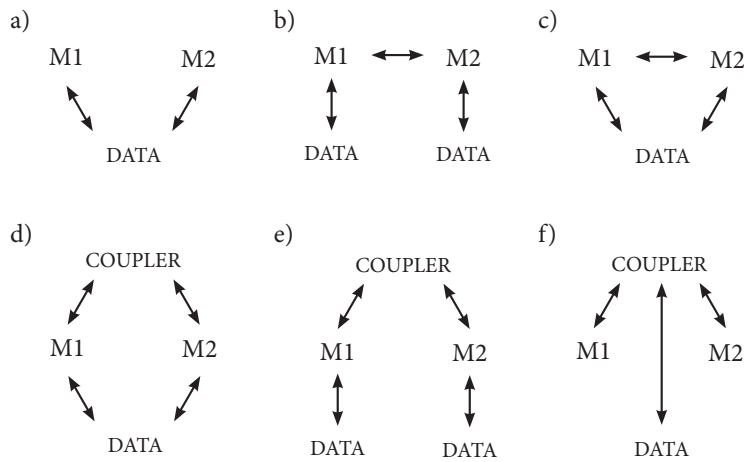 a) b) c)
M1 M2 M1 M2 M1 M2
DATA DATA DATA DATA
d) e) f)
COUPLER COUPLER COUPLER
M1 M2 M1 M2 M1 M2
DATA DATA DATA DATA